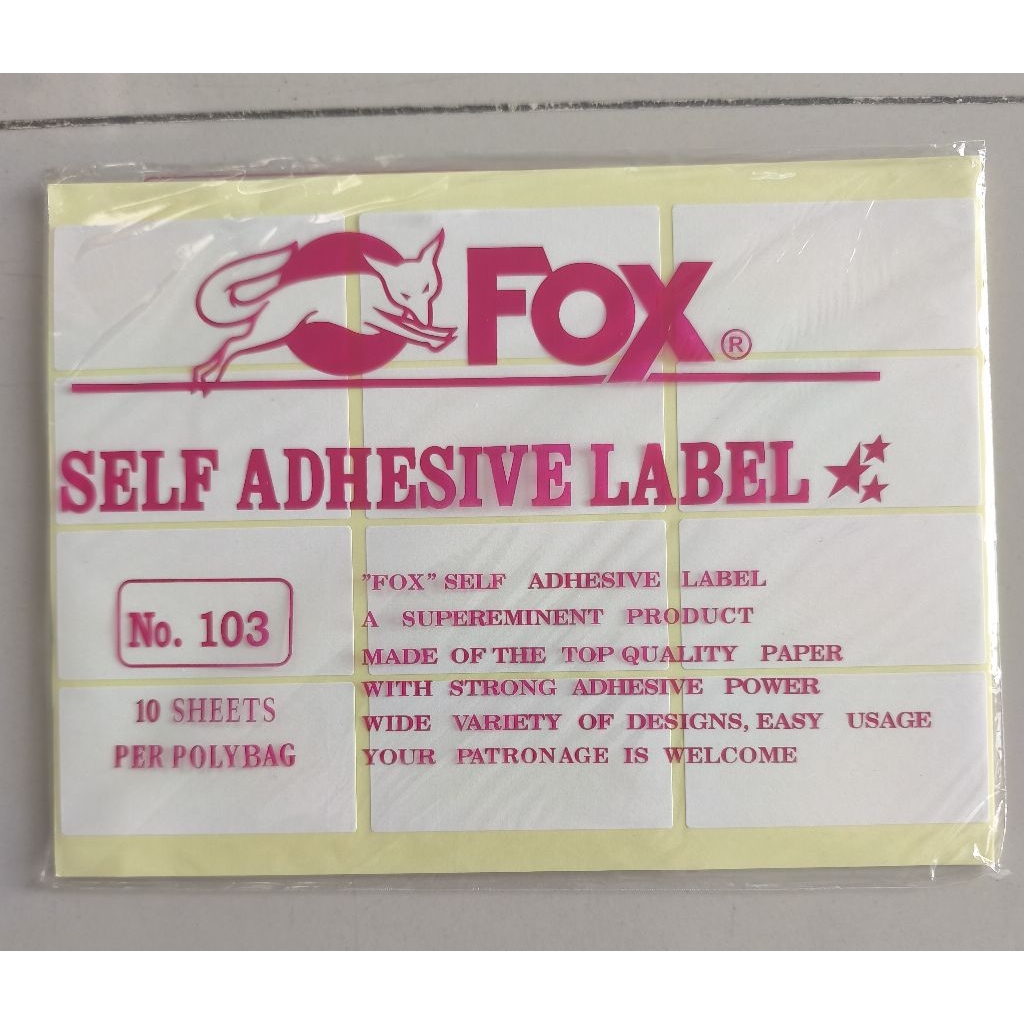 FOX®
SELF ADHESIVE LABEL
No. 103
10 SHEETS
PER POLYBAG
"FOX" SELF ADHESIVE LABEL
A SUPEREMINENT PRODUCT
MADE OF THE TOP QUALITY PAPER
WITH STRONG ADHESIVE POWER
WIDE VARIETY OF DESIGNS, EASY USAGE
YOUR PATRONAGE IS WELCOME